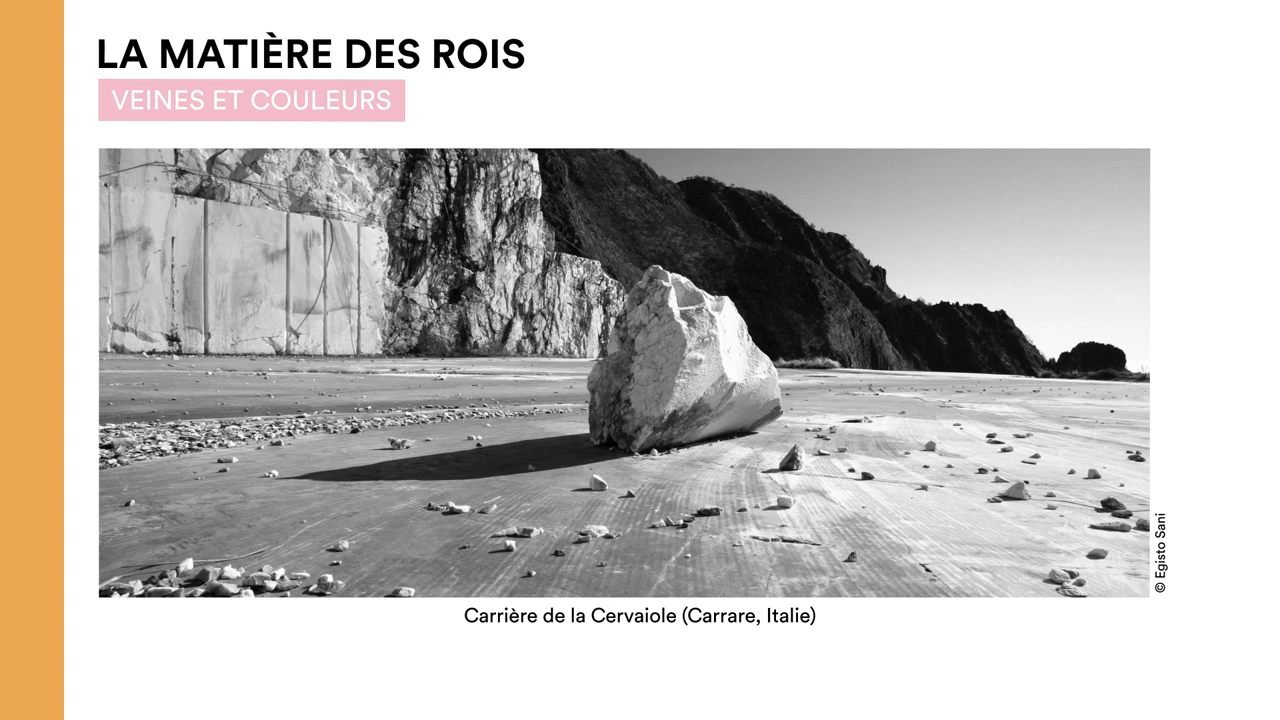 LA MATIÈRE DES ROIS
VEINES ET COULEURS
© Egisto Sani
Carrière de la Cervaiole (Carrare, Italie)